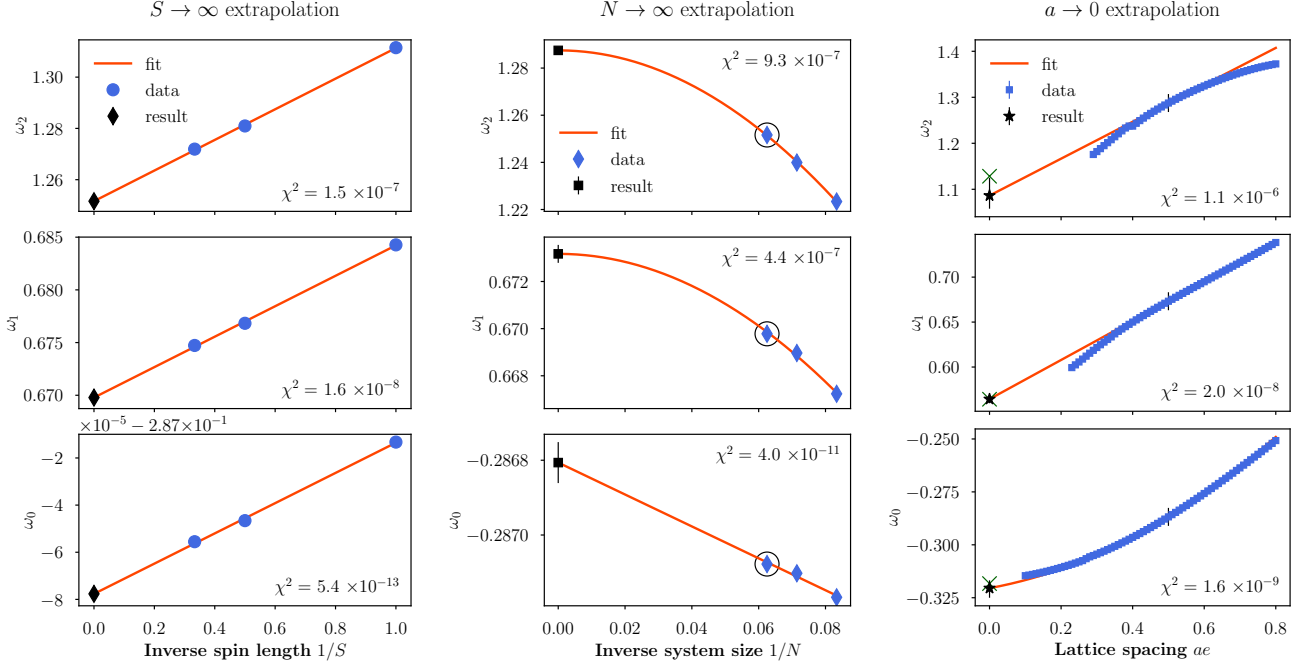 S → ∞ extrapolation
N → ∞ extrapolation
a → 0 extrapolation
ω₂
1.30
1.28
1.26
fit
data
result
χ² = 1.5 ×10⁻⁷
ω₂
1.28
1.26
1.24
1.22
χ² = 9.3 ×10⁻⁷
fit
data
result
ω₂
1.4
1.3
1.2
1.1
fit
data
result
χ² = 1.1 ×10⁻⁶
ω₁
0.685
0.680
0.675
0.670
χ² = 1.6 ×10⁻⁸
ω₁
0.672
0.670
0.668
χ² = 4.4 ×10⁻⁷
ω₁
0.70
0.65
0.60
χ² = 2.0 ×10⁻⁸
×10⁻⁵ − 2.87×10⁻¹
ω₀
−2
−4
−6
−8
χ² = 5.4 ×10⁻¹³
0.0 0.2 0.4 0.6 0.8 1.0
Inverse spin length 1/S
ω₀
−0.2868
−0.2870
χ² = 4.0 ×10⁻¹¹
0.00 0.02 0.04 0.06 0.08
Inverse system size 1/N
ω₀
−0.250
−0.275
−0.300
−0.325
χ² = 1.6 ×10⁻⁹
0.0 0.2 0.4 0.6 0.8
Lattice spacing ae